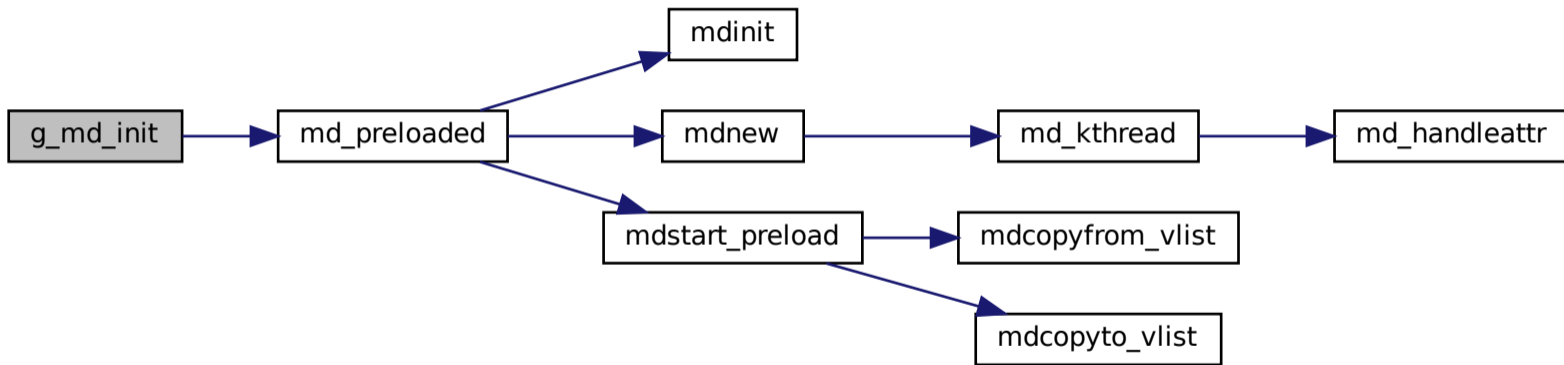 mdinit
g_md_init
md_preloaded
mdnew
md_kthread
md_handleattr
mdstart_preload
mdcopyfrom_vlist
mdcopyto_vlist